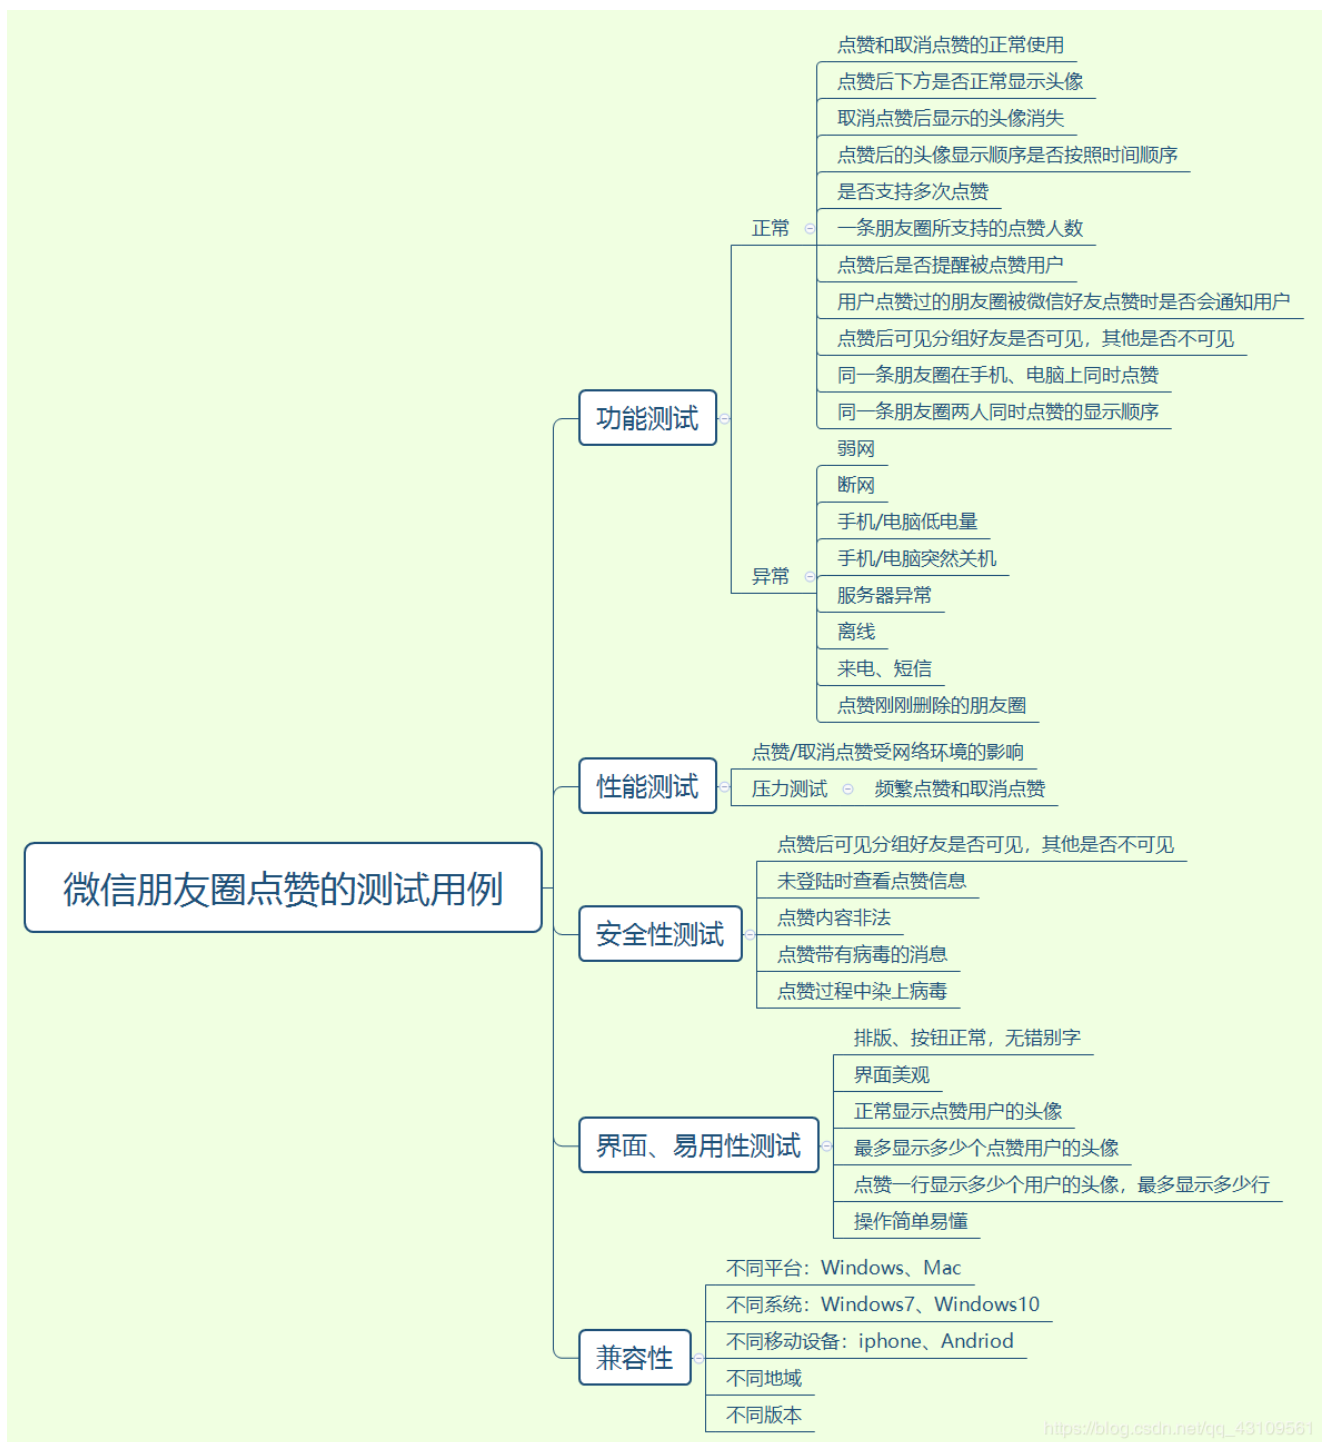 微信朋友圈点赞的测试用例
功能测试
正常
点赞和取消点赞的正常使用
点赞后下方是否正常显示头像
取消点赞后显示的头像消失
点赞后的头像显示顺序是否按照时间顺序
是否支持多次点赞
一条朋友圈所支持的点赞人数
点赞后是否提醒被点赞用户
用户点赞过的朋友圈被微信好友点赞时是否会通知用户
点赞后可见分组好友是否可见，其他是否不可见
同一条朋友圈在手机、电脑上同时点赞
同一条朋友圈两人同时点赞的显示顺序
异常
弱网
断网
手机/电脑低电量
手机/电脑突然关机
服务器异常
离线
来电、短信
点赞刚刚删除的朋友圈
性能测试
点赞/取消点赞受网络环境的影响
压力测试 频繁点赞和取消点赞
安全性测试
点赞后可见分组好友是否可见，其他是否不可见
未登陆时查看点赞信息
点赞内容非法
点赞带有病毒的消息
点赞过程中染上病毒
界面、易用性测试
排版、按钮正常，无错别字
界面美观
正常显示点赞用户的头像
最多显示多少个点赞用户的头像
点赞一行显示多少个用户的头像，最多显示多少行
操作简单易懂
兼容性
不同平台：Windows、Mac
不同系统：Windows7、Windows10
不同移动设备：iphone、Andriod
不同地域
不同版本
https://blog.csdn.net/qq_43109561